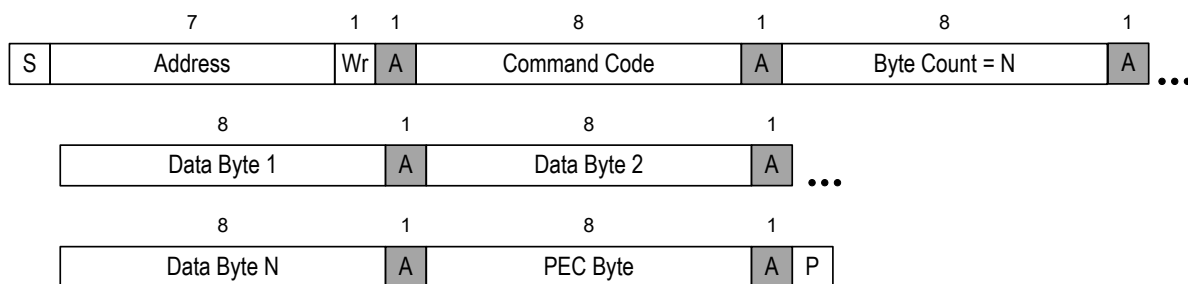 7 1 1 8 1 8 1
S Address Wr A Command Code A Byte Count = N A ...
8 1 8 1
Data Byte 1 A Data Byte 2 A ...
8 1 8 1
Data Byte N A PEC Byte A P